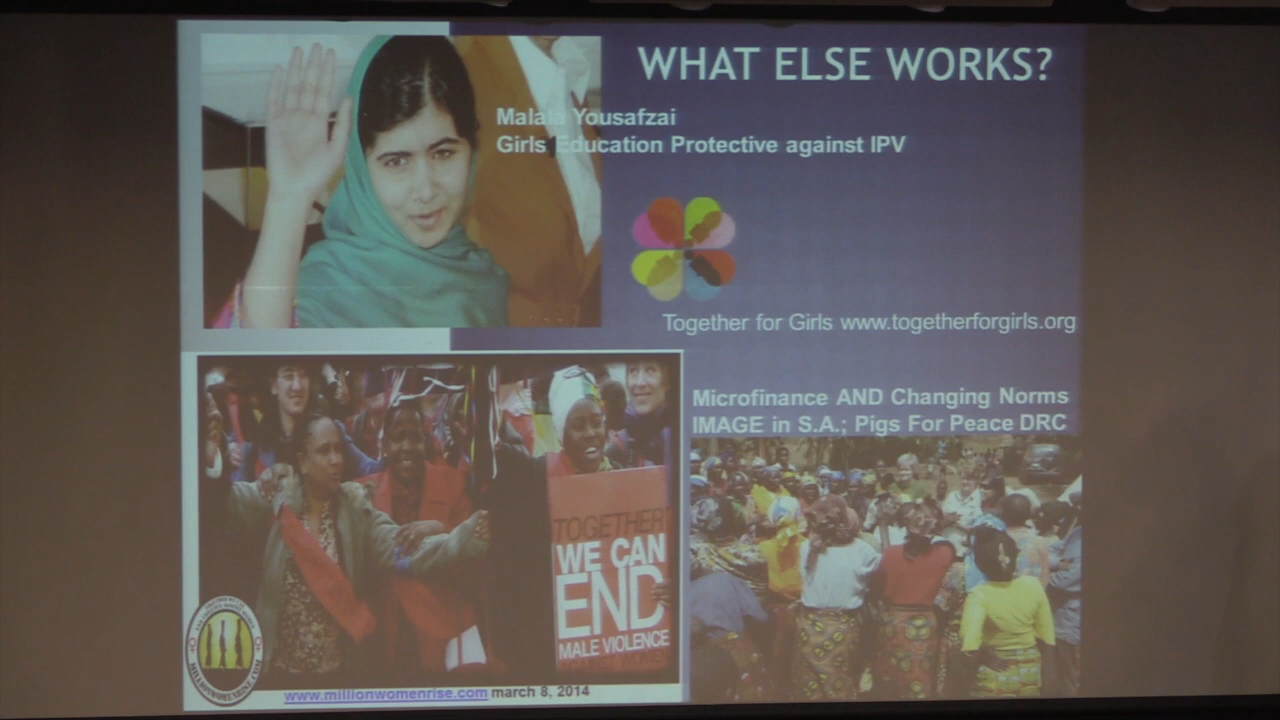 WHAT ELSE WORKS?
Malala Yousafzai
Girls Education Protective against IPV
Together for Girls www.togetherforgirls.org
Microfinance AND Changing Norms
IMAGE in S.A.; Pigs For Peace DRC
TOGETHER
WE CAN
END
MALE VIOLENCE
MILLIONWOMENRISE.COM
www.millionwomenrise.com march 8, 2014